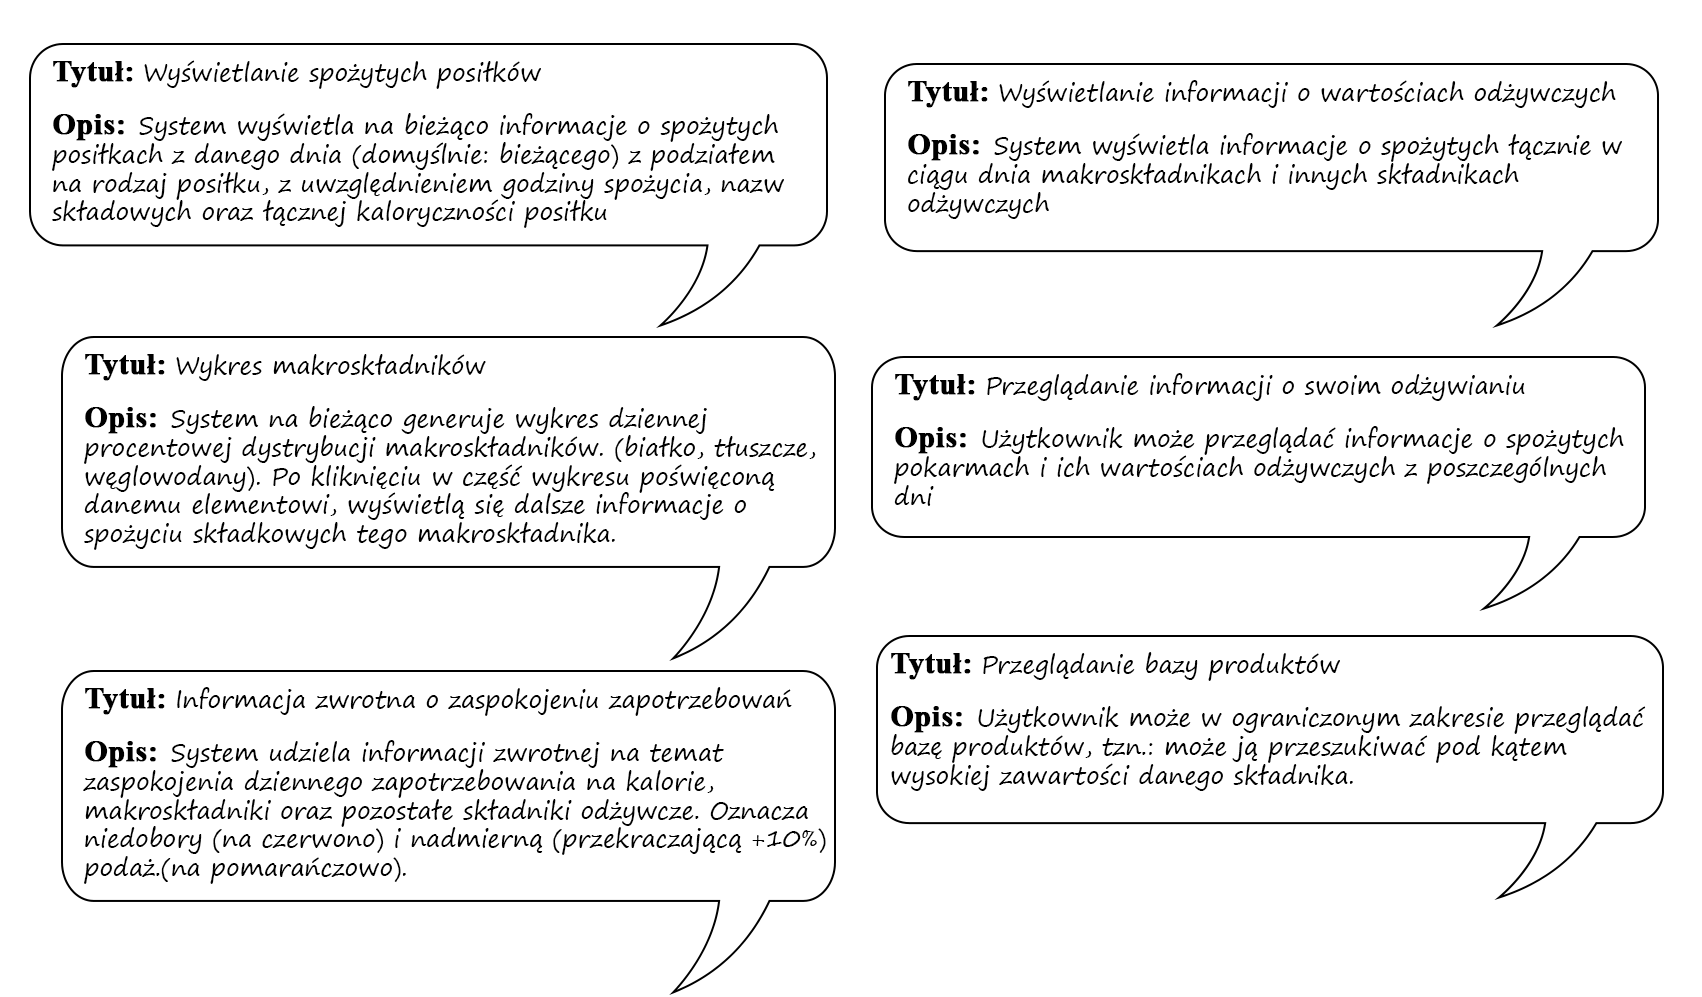 Tytuł: Wyświetlanie spożytych posiłków
Opis: System wyświetla na bieżąco informacje o spożytych
posiłkach z danego dnia (domyślnie: bieżącego) z podziałem
na rodzaj posiłku, z uwzględnieniem godziny spożycia, nazw
składowych oraz łącznej kaloryczności posiłku
Tytuł: Wyświetlanie informacji o wartościach odżywczych
Opis: System wyświetla informacje o spożytych łącznie w
ciągu dnia makroskładnikach i innych składnikach
odżywczych
Tytuł: Wykres makroskładników
Opis: System na bieżąco generuje wykres dziennej
procentowej dystrybucji makroskładników. (białko, tłuszcze,
węglowodany). Po kliknięciu w część wykresu poświęconą
danemu elementowi, wyświetlą się dalsze informacje o
spożyciu składkowych tego makroskładnika.
Tytuł: Przeglądanie informacji o swoim odżywianiu
Opis: Użytkownik może przeglądać informacje o spożytych
pokarmach i ich wartościach odżywczych z poszczególnych
dni
Tytuł: Informacja zwrotna o zaspokojeniu zapotrzebowań
Opis: System udziela informacji zwrotnej na temat
zaspokojenia dziennego zapotrzebowania na kalorie,
makroskładniki oraz pozostałe składniki odżywcze. Oznacza
niedobory (na czerwono) i nadmierną (przekraczającą +10%)
podaż.(na pomarańczowo).
Tytuł: Przeglądanie bazy produktów
Opis: Użytkownik może w ograniczonym zakresie przeglądać
bazę produktów, tzn.: może ją przeszukiwać pod kątem
wysokiej zawartości danego składnika.